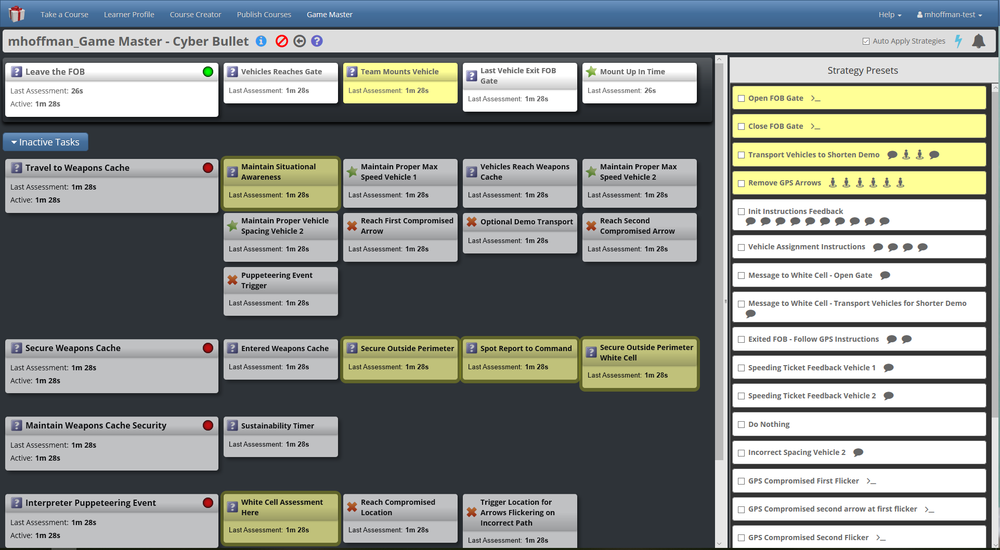 Take a Course
Learner Profile
Course Creator
Publish Courses
Game Master
Help
mhoffman-test
mhoffman_Game Master - Cyber Bullet
Auto Apply Strategies
Leave the FOB
Last Assessment: 26s
Active: 1m 28s
Vehicles Reaches Gate
Last Assessment: 1m 28s
Team Mounts Vehicle
Last Assessment: 1m 28s
Last Vehicle Exit FOB
Gate
Last Assessment: 1m 28s
Mount Up In Time
Last Assessment: 26s
Inactive Tasks
Travel to Weapons Cache
Last Assessment: 1m 28s
Active: 1m 28s
Maintain Situational
Awareness
Last Assessment: 1m 28s
Maintain Proper Max
Speed Vehicle 1
Last Assessment: 1m 28s
Vehicles Reach Weapons
Cache
Last Assessment: 1m 28s
Maintain Proper Max
Speed Vehicle 2
Last Assessment: 1m 28s
Maintain Proper Vehicle
Spacing Vehicle 2
Last Assessment: 1m 28s
Reach First Compromised
Arrow
Last Assessment: 1m 28s
Optional Demo Transport
Last Assessment: 1m 28s
Reach Second
Compromised Arrow
Last Assessment: 1m 28s
Puppeteering Event
Trigger
Last Assessment: 1m 28s
Secure Weapons Cache
Last Assessment: 1m 28s
Active: 1m 28s
Entered Weapons Cache
Last Assessment: 1m 28s
Secure Outside Perimeter
Last Assessment: 1m 28s
Spot Report to Command
Last Assessment: 1m 28s
Secure Outside Perimeter
White Cell
Last Assessment: 1m 28s
Maintain Weapons Cache Security
Last Assessment: 1m 28s
Active: 1m 28s
Sustainability Timer
Last Assessment: 1m 28s
Interpreter Puppeteering Event
Last Assessment: 1m 28s
Active: 1m 28s
White Cell Assessment
Here
Last Assessment: 1m 28s
Reach Compromised
Location
Last Assessment: 1m 28s
Trigger Location for
Arrows Flickering on
Incorrect Path
Last Assessment: 1m 28s
Strategy Presets
Open FOB Gate
Close FOB Gate
Transport Vehicles to Shorten Demo
Remove GPS Arrows
Init Instructions Feedback
Vehicle Assignment Instructions
Message to White Cell - Open Gate
Message to White Cell - Transport Vehicles for Shorter Demo
Exited FOB - Follow GPS Instructions
Speeding Ticket Feedback Vehicle 1
Speeding Ticket Feedback Vehicle 2
Do Nothing
Incorrect Spacing Vehicle 2
GPS Compromised First Flicker
GPS Compromised second arrow at first flicker
GPS Compromised Second Flicker